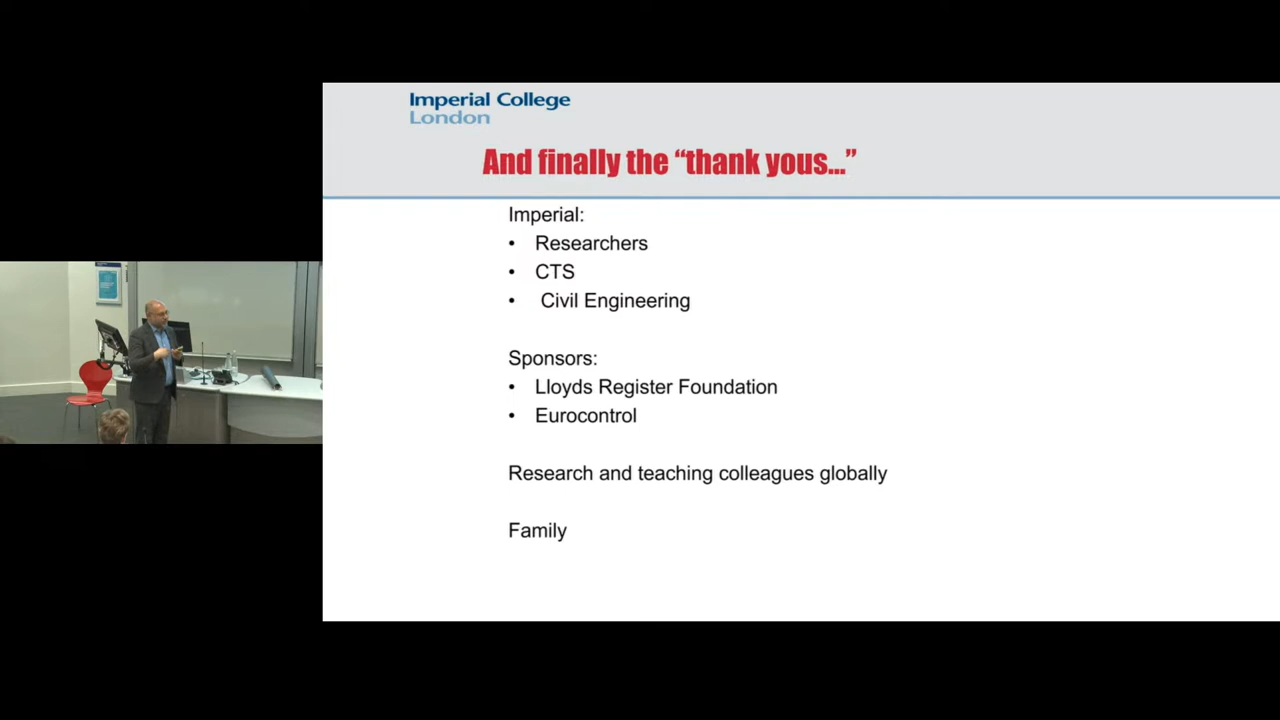 Imperial College
London
And finally the “thank yous...”
Imperial:
• Researchers
• CTS
• Civil Engineering
Sponsors:
• Lloyds Register Foundation
• Eurocontrol
Research and teaching colleagues globally
Family